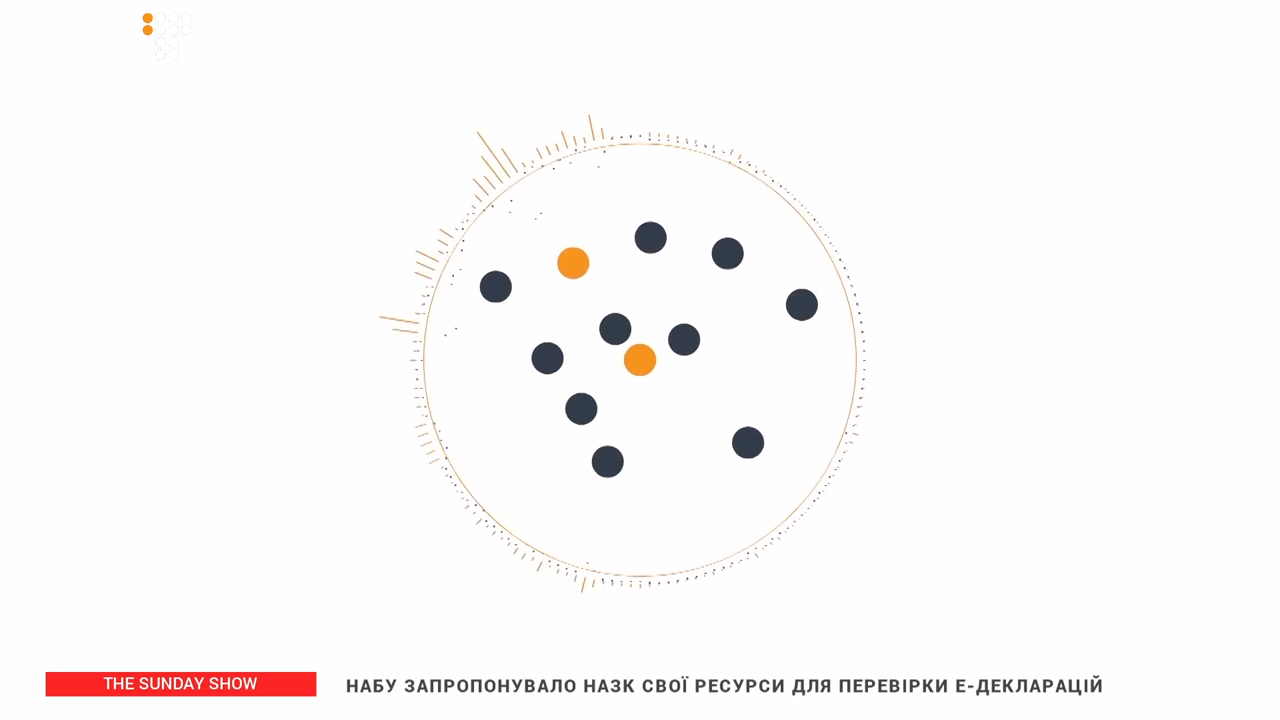 THE SUNDAY SHOW
НАБУ ЗАПРОПОНУВАЛО НАЗК СВОЇ РЕСУРСИ ДЛЯ ПЕРЕВІРКИ Е-ДЕКЛАРАЦІЙ